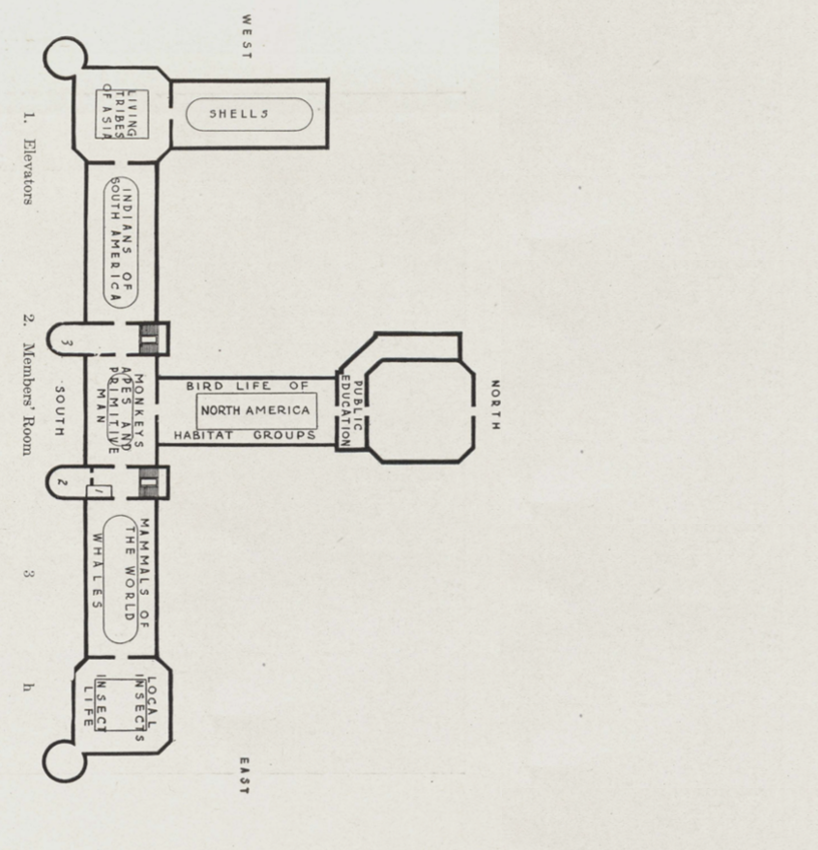 WEST
LIVING
TRIBES
OF ASIA
SHELLS
INDIANS OF
SOUTH AMERICA
3
MONKEYS
APES AND
PRIMITIVE
MAN
SOUTH
BIRD LIFE OF
NORTH AMERICA
HABITAT GROUPS
PUBLIC
EDUCATION
NORTH
2
1
MAMMALS OF
THE WORLD
WHALES
LOCAL
INSECTS
INSECT
LIFE
EAST
1. Elevators 2. Members' Room 3 h